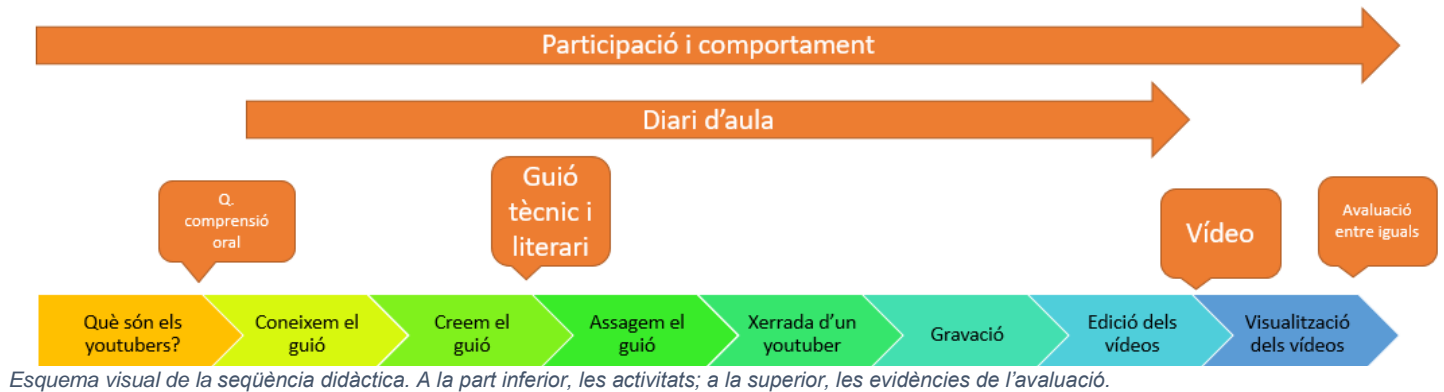 Participació i comportament
Diari d'aula
Q.
comprensió
oral
Guió
tècnic i
literari
Vídeo
Avaluació
entre iguals
Què són els
youtubers?
Coneixem el
guió
Creem el
guió
Assagem el
guió
Xerrada d'un
youtuber
Gravació
Edició dels
vídeos
Visualització
dels vídeos
Esquema visual de la seqüència didàctica. A la part inferior, les activitats; a la superior, les evidències de l'avaluació.